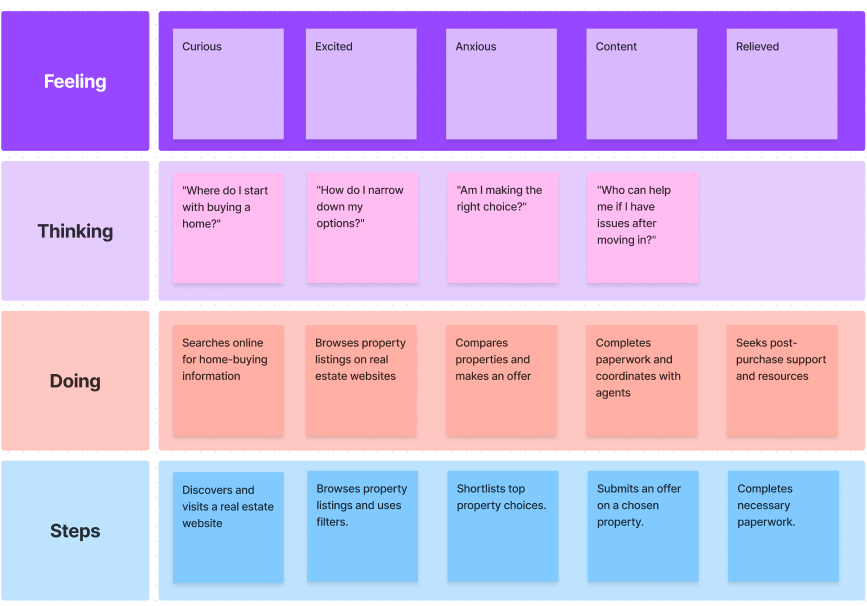 Feeling
Curious
Excited
Anxious
Content
Relieved
Thinking
"Where do I start
with buying a
home?"
"How do I narrow
down my
options?"
"Am I making the
right choice?"
"Who can help
me if I have
issues after
moving in?"
Doing
Searches online
for home-buying
information
Browses property
listings on real
estate websites
Compares
properties and
makes an offer
Completes
paperwork and
coordinates with
agents
Seeks post-
purchase support
and resources
Steps
Discovers and
visits a real estate
website
Browses property
listings and uses
filters.
Shortlists top
property choices.
Submits an offer
on a chosen
property.
Completes
necessary
paperwork.